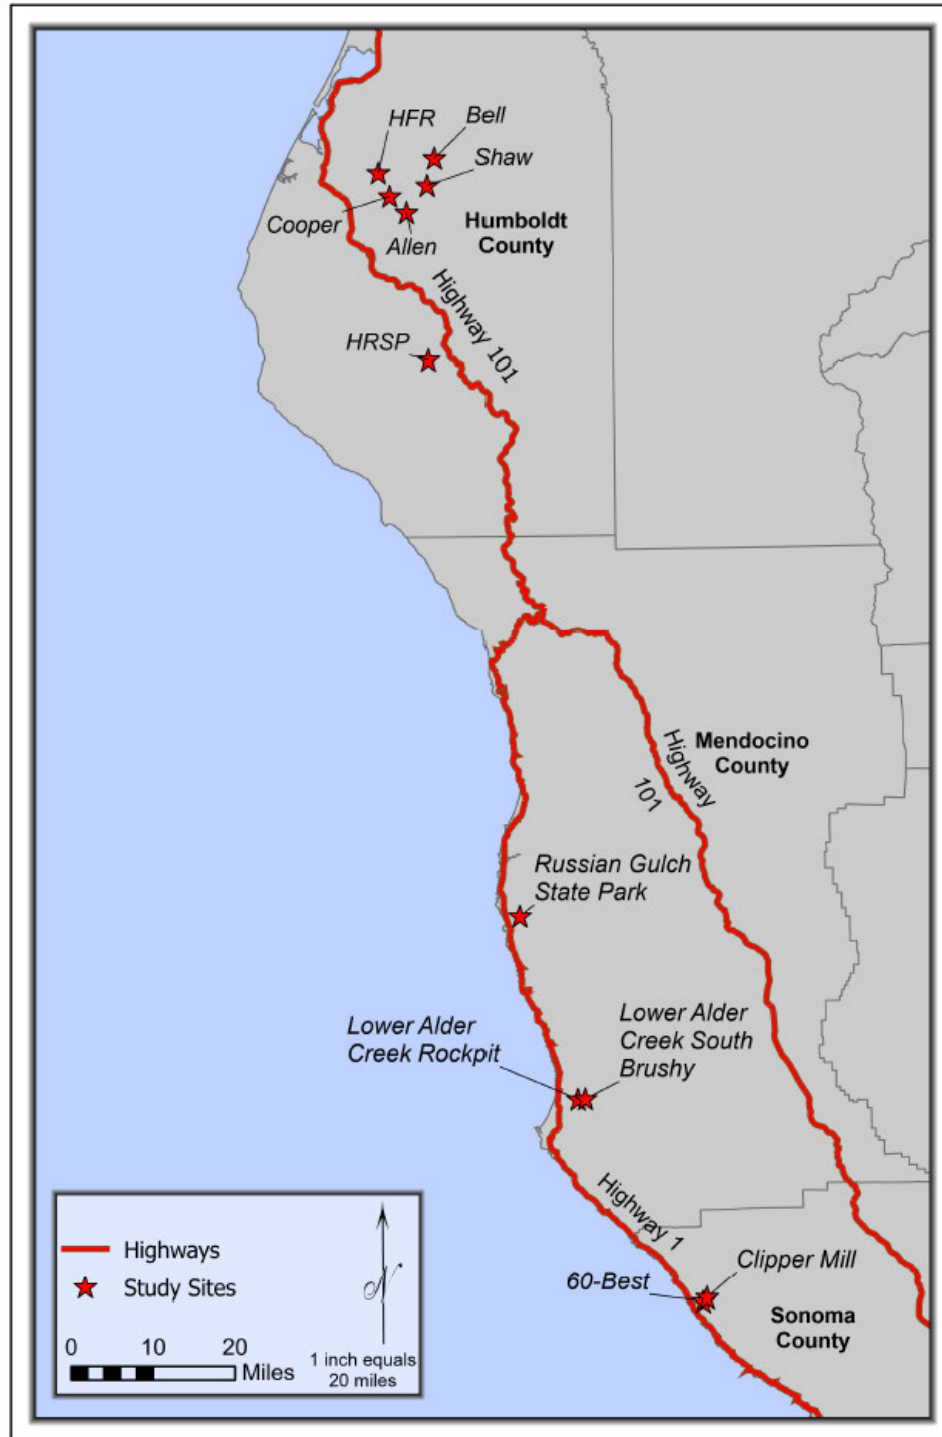 HFR
Bell
Shaw
Cooper
Allen
Humboldt
County
Highway 101
HRSP
Mendocino
County
Highway
101
Russian Gulch
State Park
Lower Alder
Creek Rockpit
Lower Alder
Creek South
Brushy
Highway 1
Clipper Mill
60-Best
Sonoma
County
Highways
Study Sites
N
0 10 20
Miles
1 inch equals
20 miles